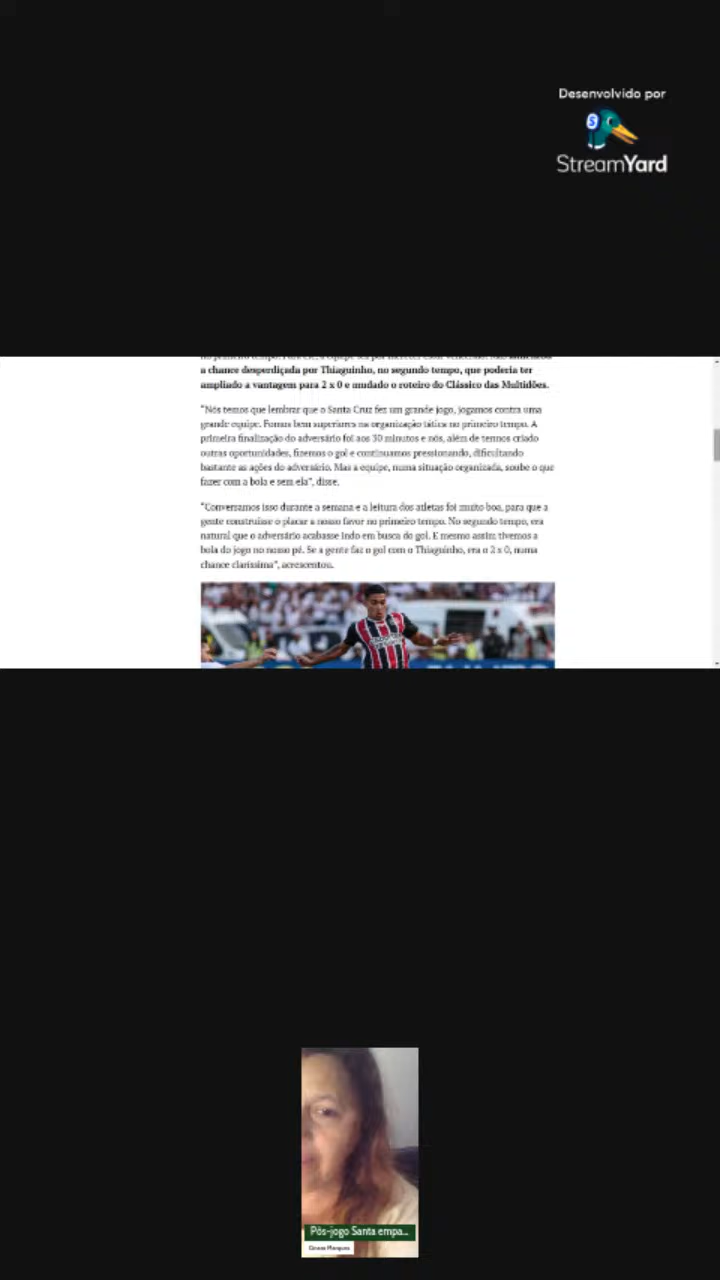 Desenvolvido por
S
StreamYard
a chance desperdiçada por Thiaguinho, no segundo tempo, que poderia ter
ampliado a vantagem para 2 x 0 e mudado o roteiro do Clássico das Multidões.
"Nós temos que lembrar que o Santa Cruz fez um grande jogo, jogamos contra uma
grande equipe. Fomos bem superiores na organização tática no primeiro tempo. A
primeira finalização do adversário foi aos 30 minutos e nós, além de termos criado
outras oportunidades, fizemos o gol e continuamos pressionando, dificultando
bastante as ações do adversário. Mas a equipe, numa situação organizada, soube o que
fazer com a bola e sem ela", disse.
"Conversamos isso durante a semana e a leitura dos atletas foi muito boa, para que a
gente construísse o placar a nosso favor no primeiro tempo. No segundo tempo, era
natural que o adversário acabasse indo em busca do gol. E mesmo assim tivemos a
bola do jogo no nosso pé. Se a gente faz o gol com o Thiaguinho, era o 2 x 0, numa
chance claríssima", acrescentou.
Pós-jogo Santa empa...